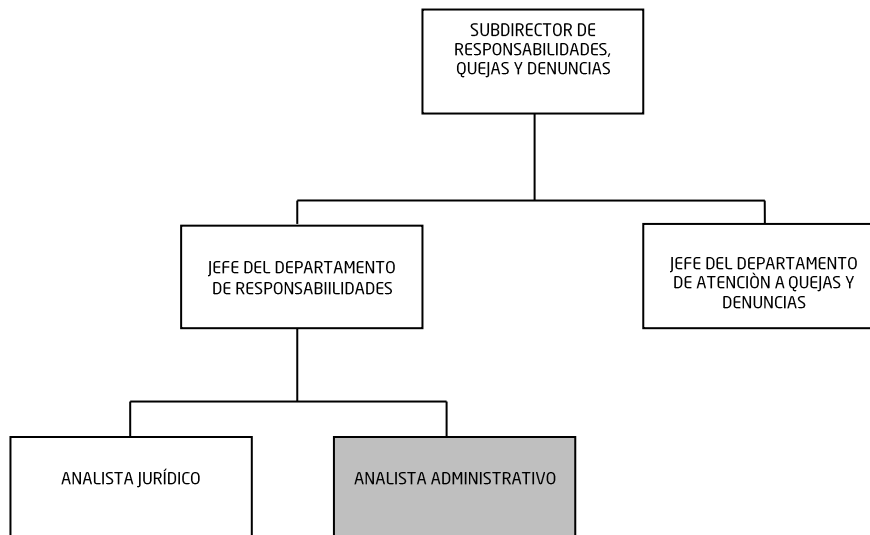 SUBDIRECTOR DE
RESPONSABILIDADES,
QUEJAS Y DENUNCIAS
JEFE DEL DEPARTAMENTO
DE RESPONSABIILIDADES
JEFE DEL DEPARTAMENTO
DE ATENCIÒN A QUEJAS Y
DENUNCIAS
ANALISTA JURÍDICO
ANALISTA ADMINISTRATIVO